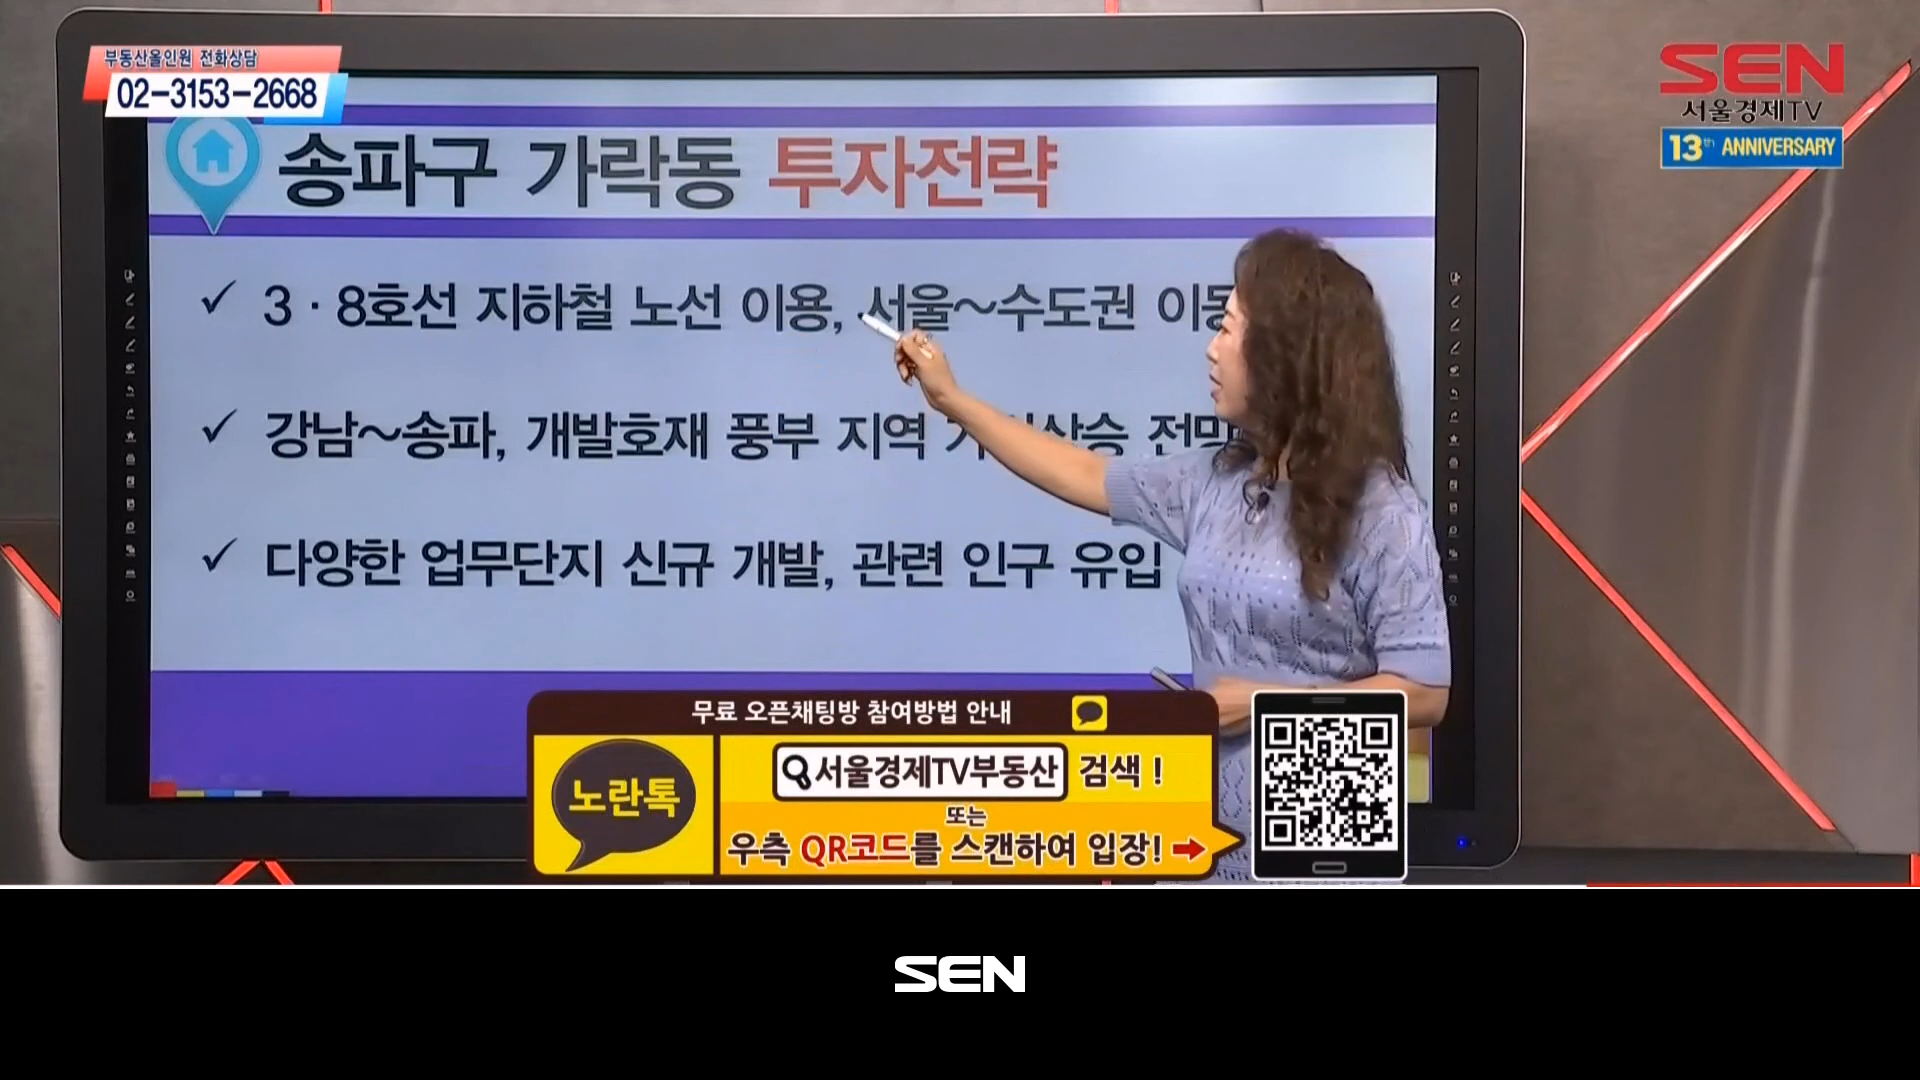 부동산올인원 전화상담
02-3153-2668
SEN
서울경제TV
13th ANNIVERSARY
송파구 가락동 투자전략
✓ 3·8호선 지하철 노선 이용, 서울~수도권
✓ 강남~송파, 개발호재 풍부 지역 전망
✓ 다양한 업무단지 신규 개발, 관련 인구 유입
무료 오픈채팅방 참여방법 안내
노란톡
서울경제TV부동산 검색!
또는
우측 QR코드를 스캔하여 입장!→
SEN